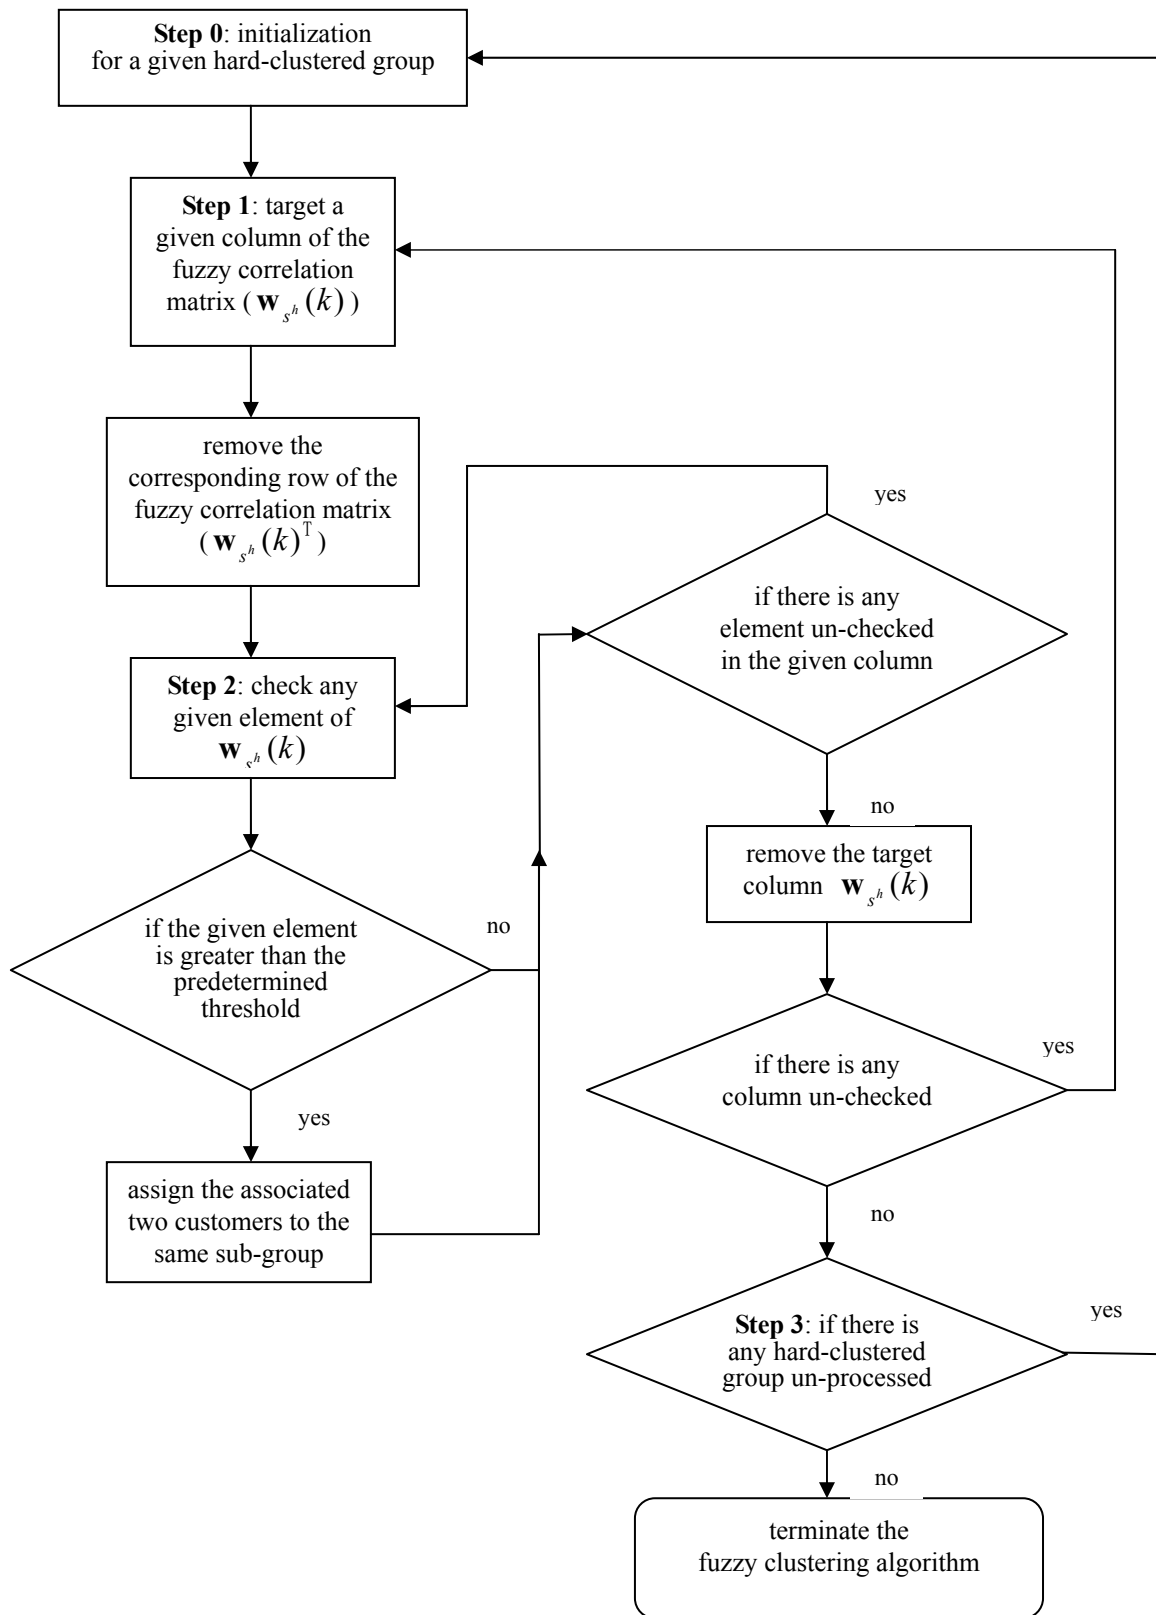 Step 0: initialization
for a given hard-clustered group
Step 1: target a
given column of the
fuzzy correlation
matrix ( w_{s^h}(k) )
remove the
corresponding row of the
fuzzy correlation matrix
( w_{s^h}(k)^T )
yes
if there is any
element un-checked
in the given column
Step 2: check any
given element of
w_{s^h}(k)
no
remove the target
column w_{s^h}(k)
if the given element
is greater than the
predetermined
threshold
no
yes
if there is any
column un-checked
yes
assign the associated
two customers to the
same sub-group
no
Step 3: if there is
any hard-clustered
group un-processed
yes
no
terminate the
fuzzy clustering algorithm